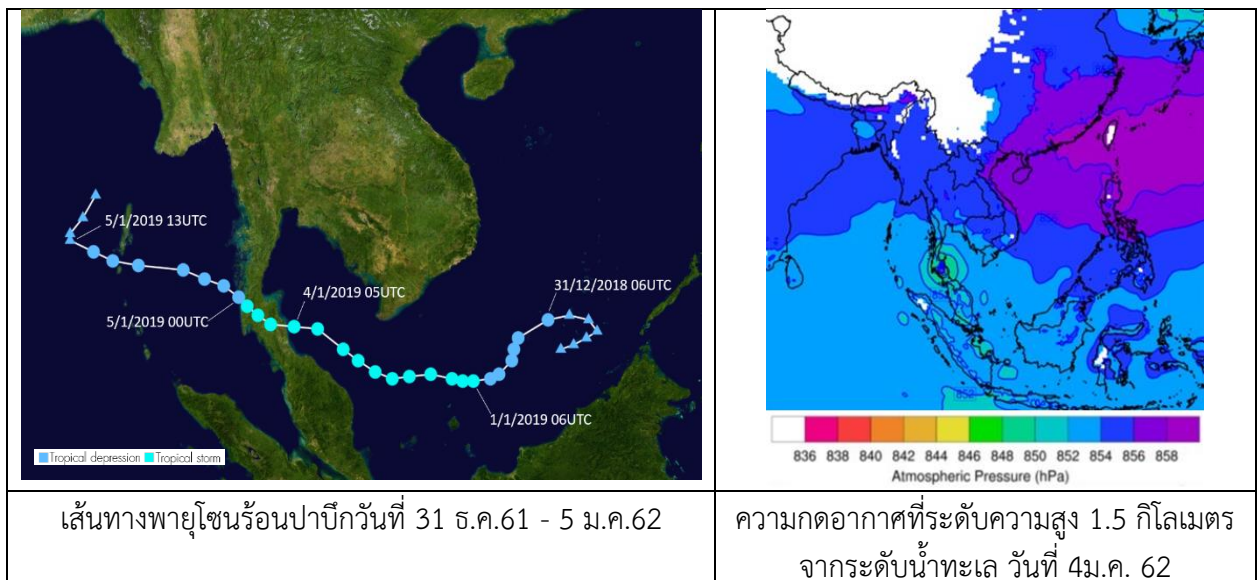 5/1/2019 13UTC
4/1/2019 05UTC
31/12/2018 06UTC
5/1/2019 00UTC
1/1/2019 06UTC
Tropical depression Tropical storm
836 838 840 842 844 846 848 850 852 854 856 858
Atmospheric Pressure (hPa)
เส้นทางพายุโซนร้อนปาบึกวันที่ 31 ธ.ค.61 - 5 ม.ค.62
ความกดอากาศที่ระดับความสูง 1.5 กิโลเมตร
จากระดับน้ำทะเล วันที่ 4ม.ค. 62